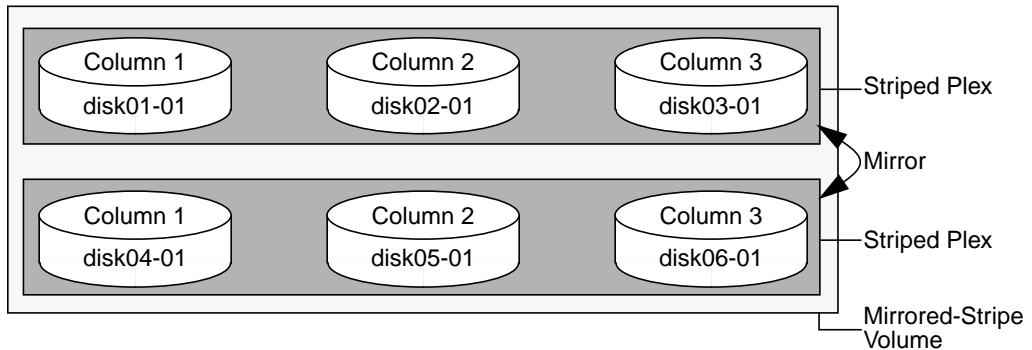 Column 1
Column 2
Column 3
disk01-01
disk02-01
disk03-01
Striped Plex
Mirror
Column 1
Column 2
Column 3
disk04-01
disk05-01
disk06-01
Striped Plex
Mirrored-Stripe
Volume